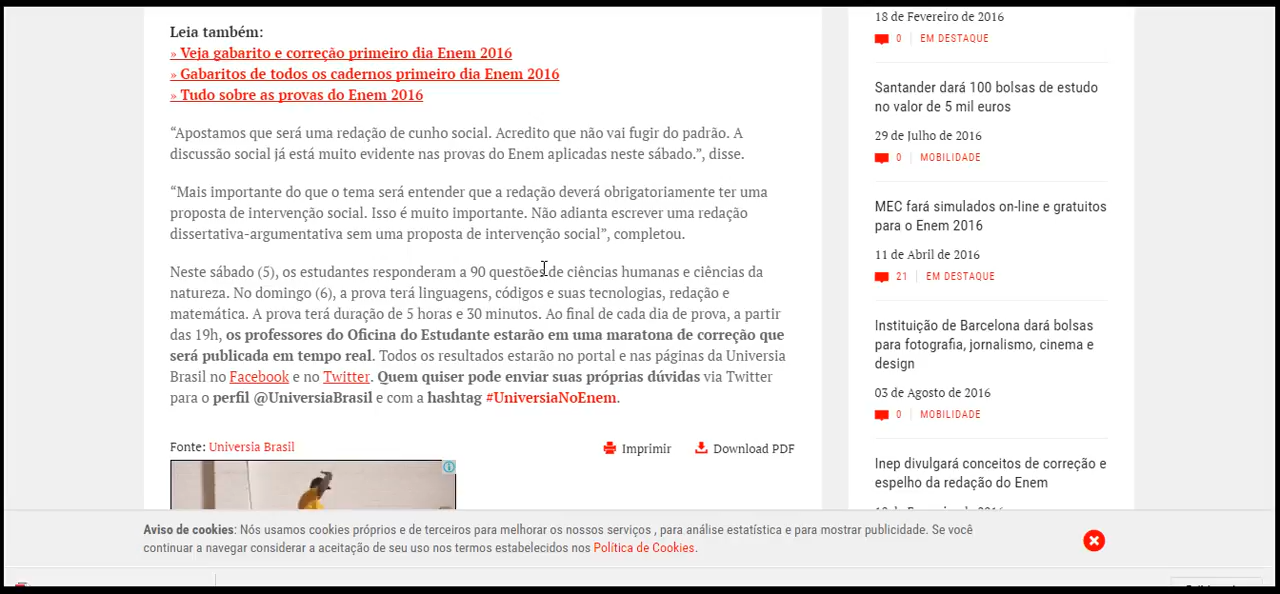 Leia também:
» Veja gabarito e correção primeiro dia Enem 2016
» Gabaritos de todos os cadernos primeiro dia Enem 2016
» Tudo sobre as provas do Enem 2016
“Apostamos que será uma redação de cunho social. Acredito que não vai fugir do padrão. A
discussão social já está muito evidente nas provas do Enem aplicadas neste sábado.”, disse.
“Mais importante do que o tema será entender que a redação deverá obrigatoriamente ter uma
proposta de intervenção social. Isso é muito importante. Não adianta escrever uma redação
dissertativa-argumentativa sem uma proposta de intervenção social”, completou.
Neste sábado (5), os estudantes responderam a 90 questões de ciências humanas e ciências da
natureza. No domingo (6), a prova terá linguagens, códigos e suas tecnologias, redação e
matemática. A prova terá duração de 5 horas e 30 minutos. Ao final de cada dia de prova, a partir
das 19h, os professores do Oficina do Estudante estarão em uma maratona de correção que
será publicada em tempo real. Todos os resultados estarão no portal e nas páginas da Universia
Brasil no Facebook e no Twitter. Quem quiser pode enviar suas próprias dúvidas via Twitter
para o perfil @UniversiaBrasil e com a hashtag #UniversiaNoEnem.
Fonte: Universia Brasil
Imprimir
Download PDF
18 de Fevereiro de 2016
0 EM DESTAQUE
Santander dará 100 bolsas de estudo
no valor de 5 mil euros
29 de Julho de 2016
0 MOBILIDADE
MEC fará simulados on-line e gratuitos
para o Enem 2016
11 de Abril de 2016
21 EM DESTAQUE
Instituição de Barcelona dará bolsas
para fotografia, jornalismo, cinema e
design
03 de Agosto de 2016
0 MOBILIDADE
Inep divulgará conceitos de correção e
espelho da redação do Enem
Aviso de cookies: Nós usamos cookies próprios e de terceiros para melhorar os nossos serviços , para análise estatística e para mostrar publicidade. Se você
continuar a navegar considerar a aceitação de seu uso nos termos estabelecidos nos Política de Cookies.